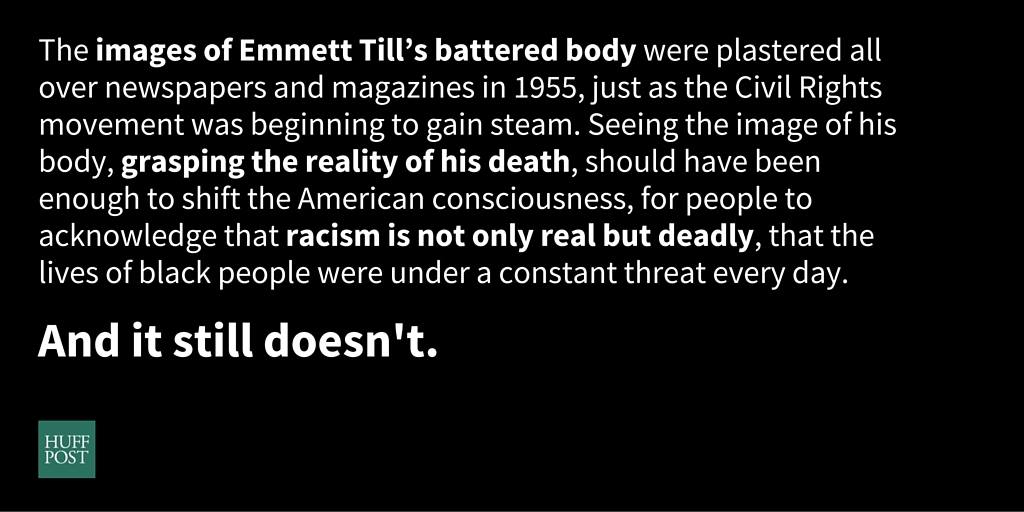 The images of Emmett Till’s battered body were plastered all
over newspapers and magazines in 1955, just as the Civil Rights
movement was beginning to gain steam. Seeing the image of his
body, grasping the reality of his death, should have been
enough to shift the American consciousness, for people to
acknowledge that racism is not only real but deadly, that the
lives of black people were under a constant threat every day.
And it still doesn't.
HUFF
POST